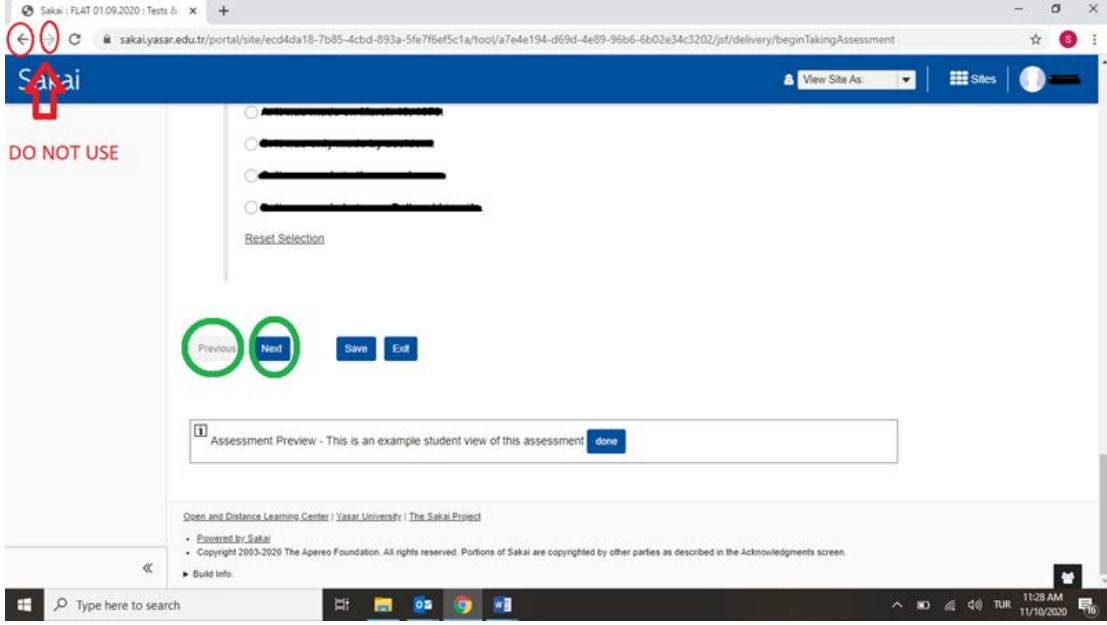 Sakai : FLAT 01.09.2020 : Tests &
sakai.yasar.edu.tr/portal/site/ecd4da18-7b85-4cbd-893a-5fe7f6ef5c1a/tool/a7e4e194-d69d-4e89-96b6-6b02e34c3202/jsf/delivery/beginTakingAssessment
S
Sakai
View Site As:
Sites
DO NOT USE
Reset Selection
Previous
Next
Save
Exit
Assessment Preview - This is an example student view of this assessment done
Open and Distance Learning Center | Yasar University | The Sakai Project
Powered by Sakai
Copyright 2003-2020 The Apereo Foundation. All rights reserved. Portions of Sakai are copyrighted by other parties as described in the Acknowledgments screen.
Build Info:
Type here to search
TUR
11:28 AM
11/10/2020
16